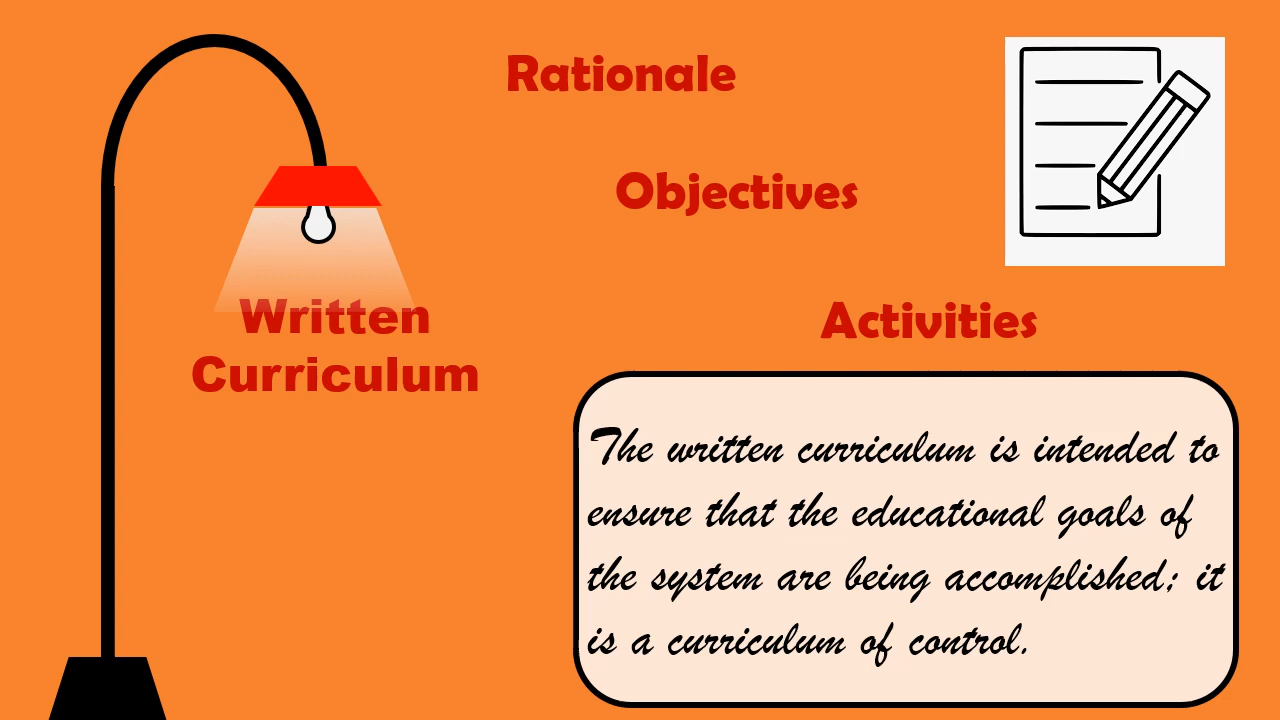 Rationale
Objectives
Written
Curriculum
Activities
The written curriculum is intended to
ensure that the educational goals of
the system are being accomplished; it
is a curriculum of control.